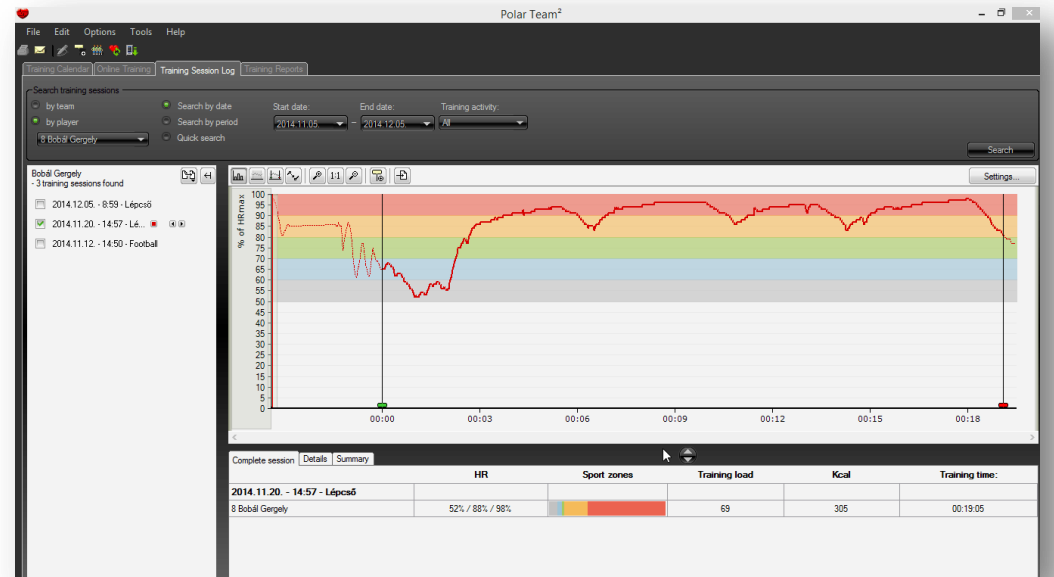 Polar Team²
File Edit Options Tools Help
Training Calendar Online Training Training Session Log Training Reports
Search training sessions
by team Search by date Start date: End date: Training activity:
by player Search by period 2014.11.05. - 2014.12.05. All
8 Bobál Gergely Quick search
Search
Bobál Gergely
- 3 training sessions found
1:1 Settings...
2014.12.05. - 8:59 - Lépcső
2014.11.20. - 14:57 - Lé...
2014.11.12. - 14:50 - Football
% of HRmax
100
95
90
85
80
75
70
65
60
55
50
45
40
35
30
25
20
15
10
5
0
00:00 00:03 00:06 00:09 00:12 00:15 00:18
Complete session Details Summary
HR Sport zones Training load Kcal Training time:
2014.11.20. - 14:57 - Lépcső
8 Bobál Gergely 52% / 88% / 98% 69 305 00:19:05